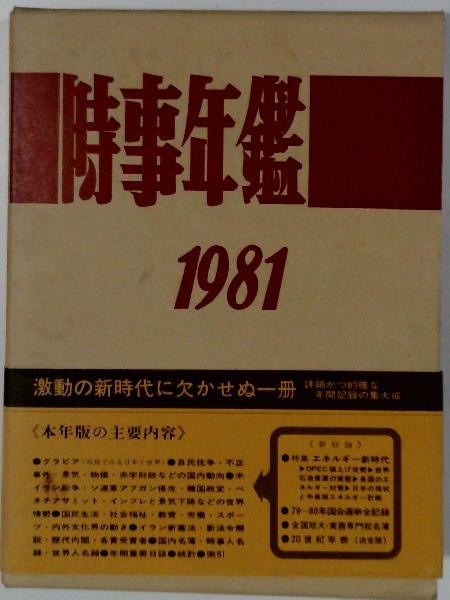 時事年鑑
1981
激動の新時代に欠かせぬ一冊
詳細かつ的確な
年間記録の集大成
《本年版の主要内容》
●グラビア(写真でみる日本と世界)●自民抗争・不正
事件・景気・物価・赤字財政などの国内動向●米
イラン紛争・ソ連軍アフガン侵攻・韓国政変・ベ
ネチアサミット・インフレと景気下降などの世界
情勢●国民生活・社会福祉・教育・労働・スポー
ツ・内外文化界の動き●イラン新憲法・新法令解
説・歴代内閣・各賞受賞者●国内名簿・時事人名
録・世界人名録●年間重要日誌●統計●索引
《新収録》
●特集 エネルギー新時代
▶OPEC値上げ攻勢▶世界
石油資源の実態▶各国のエ
ネルギー対策▶日本の現状
と中長期エネルギー計画
●79〜80年国会選挙全記録
●全国短大・実務専門校名簿
●20世紀年表(決定版)